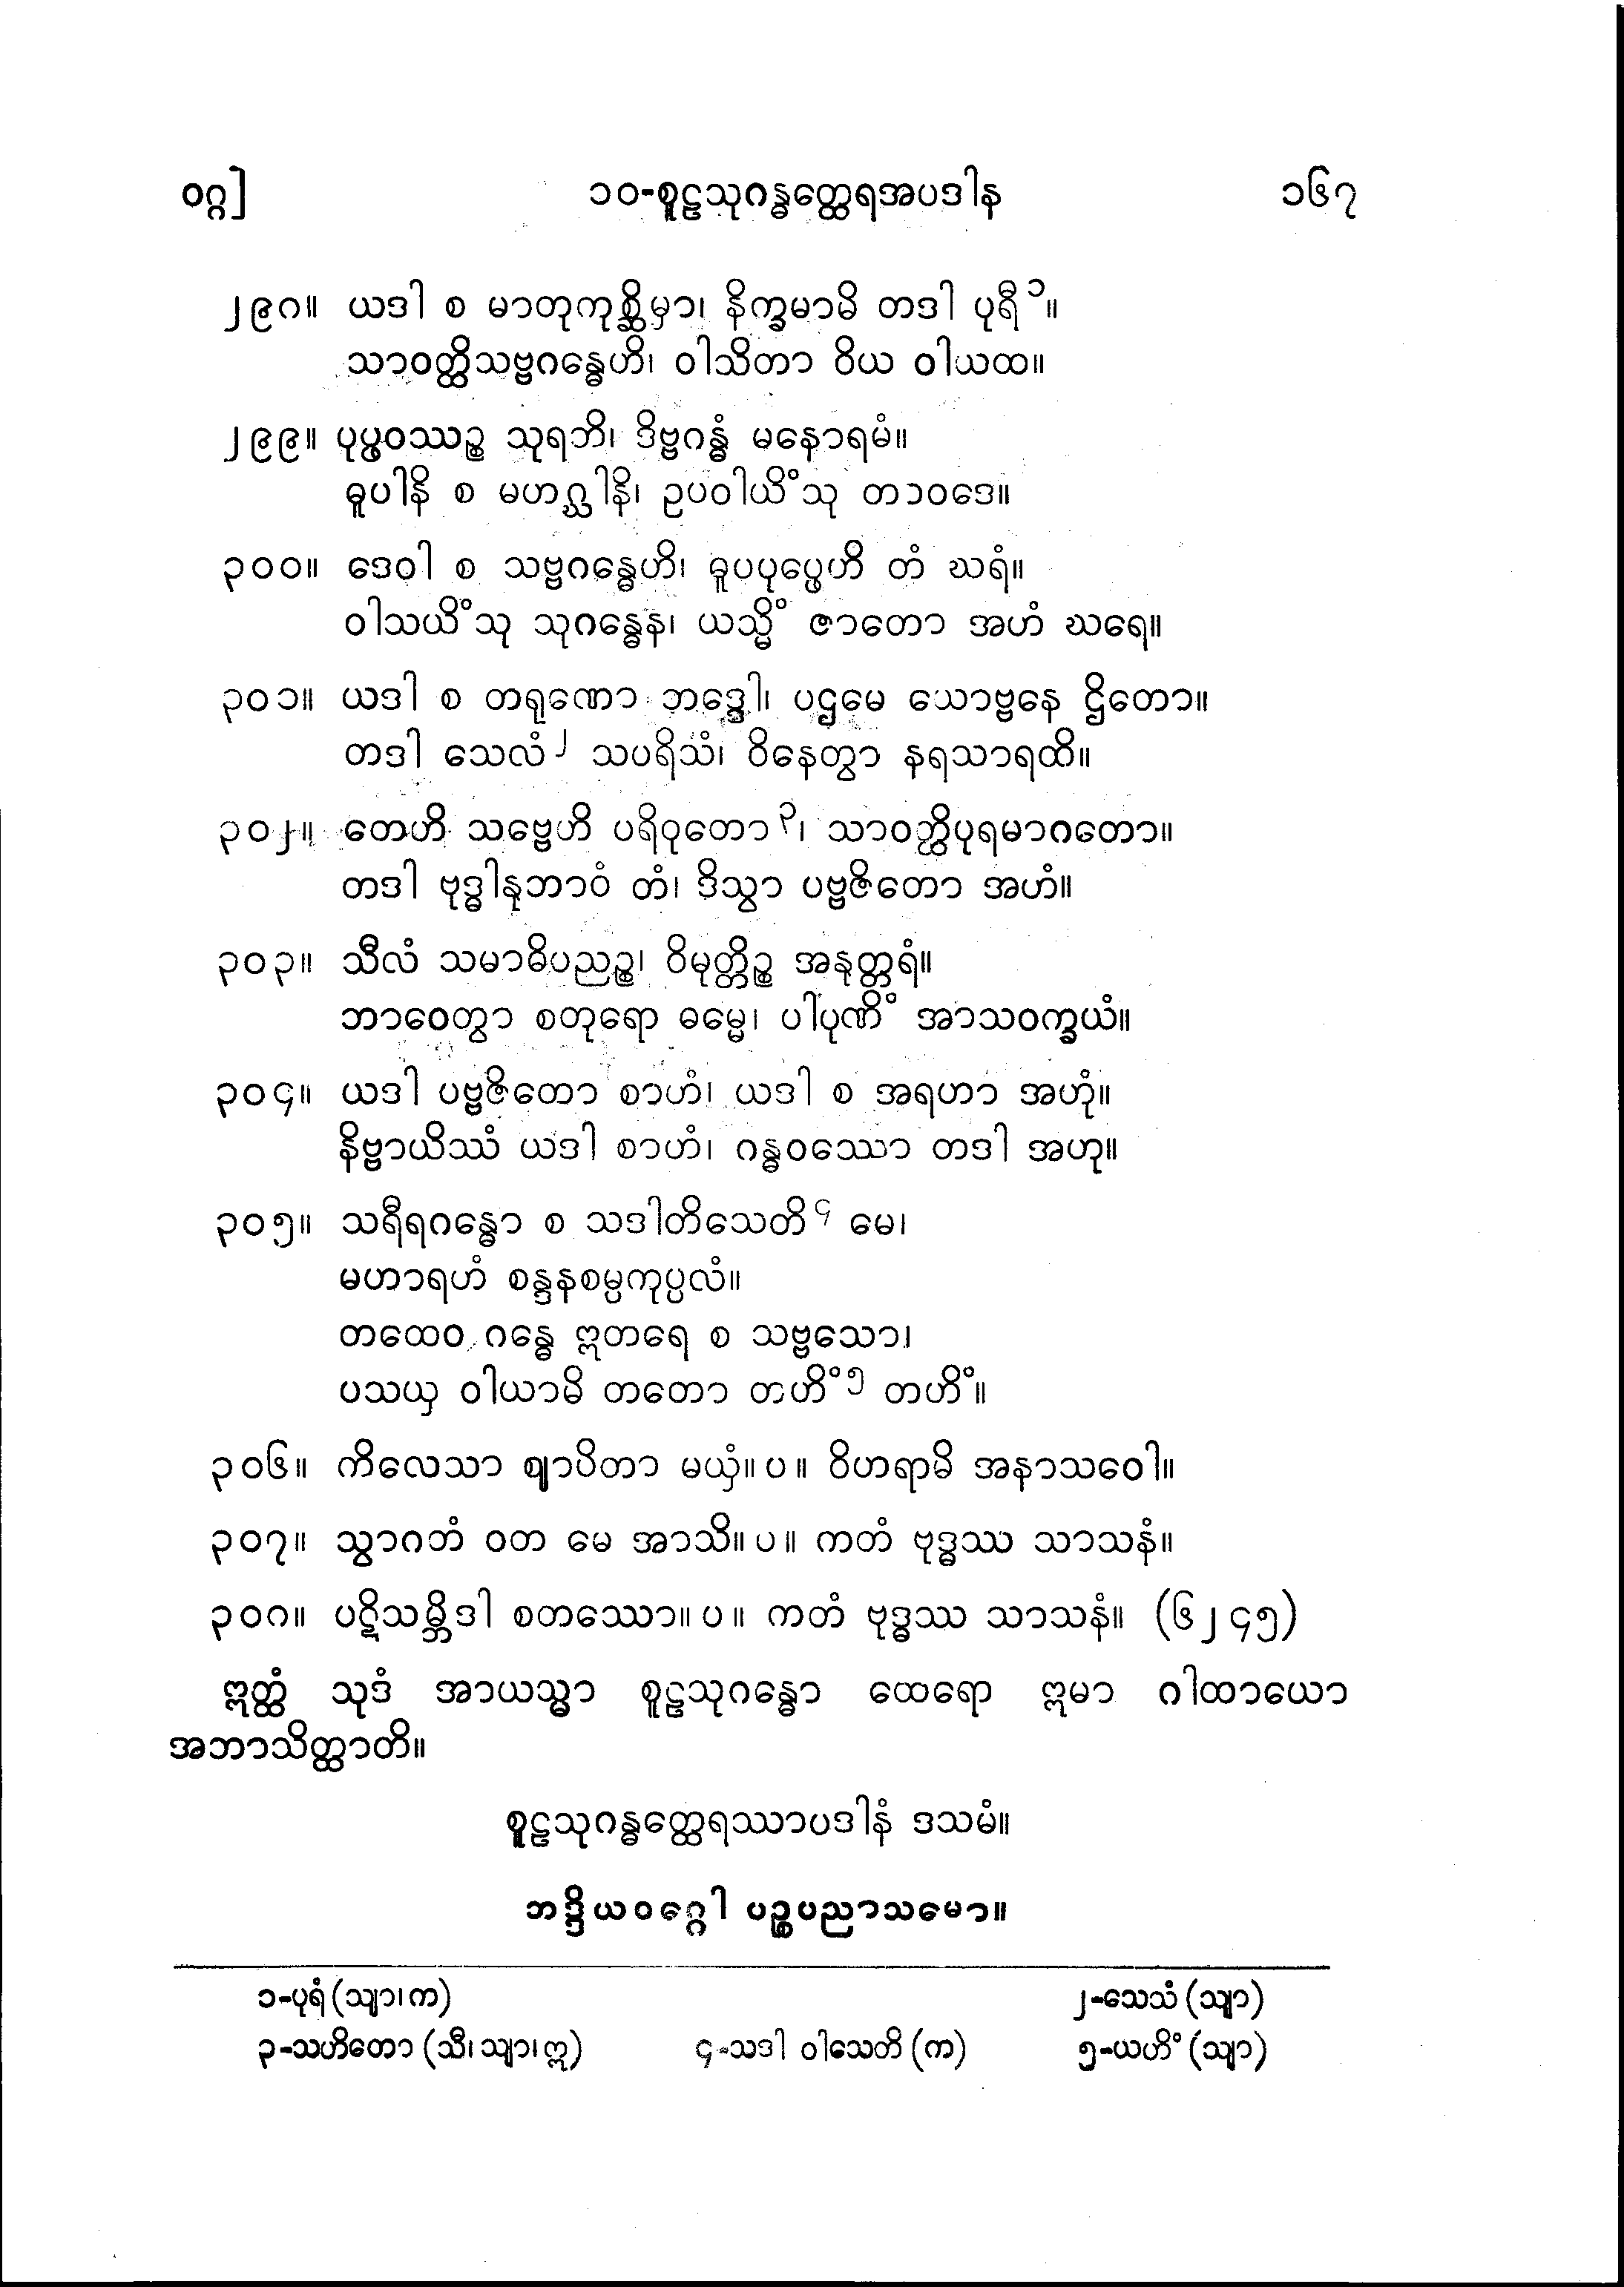 ဝဂ္ဂ] ၁၀-စူဠသုဂန္ဓတ္ထေရအပဒါန ၁၆၇
၂၉၈။ ယဒါ စ မာတုကုစ္ဆိမှာ၊ နိက္ခမာမိ တဒါ ပုရီ ၁။
သာဝတ္ထိသဗ္ဗဂန္ဓေဟိ၊ ဝါသိတာ ဝိယ ဝါယထ။
၂၉၉။ ပုပ္ဖဝဿဉ္စ သုရဘိ၊ ဒိဗ္ဗဂန္ဓံ မနောရမံ။
ဓူပါနိ စ မဟဂ္ဃါနိ၊ ဥပဝါယိံသု တာဝဒေ။
၃၀၀။ ဒေဝါ စ သဗ္ဗဂန္ဓေဟိ၊ ဓူပပုပ္ဖေဟိ တံ ဃရံ။
ဝါသယိံသု သုဂန္ဓေန၊ ယသ္မိံ ဇာတော အဟံ ဃရေ။
၃၀၁။ ယဒါ စ တရုဏော ဘဒ္ဒေါ၊ ပဌမေ ယောဗ္ဗနေ ဌိတော။
တဒါ သေလံ ၂ သပရိသံ၊ ဝိနေတွာ နရသာရထိ။
၃၀၂။ တေဟိ သဗ္ဗေဟိ ပရိဝုတော ၃၊ သာဝတ္ထိပုရမာဂတော။
တဒါ ဗုဒ္ဓါနုဘာဝံ တံ၊ ဒိသွာ ပဗ္ဗဇိတော အဟံ။
၃၀၃။ သီလံ သမာဓိပညဉ္စ၊ ဝိမုတ္တိဉ္စ အနုတ္တရံ။
ဘာဝေတွာ စတုရော ဓမ္မေ၊ ပါပုဏိံ အာသဝက္ခယံ။
၃၀၄။ ယဒါ ပဗ္ဗဇိတော စာဟံ၊ ယဒါ စ အရဟာ အဟုံ။
နိဗ္ဗာယိဿံ ယဒါ စာဟံ၊ ဂန္ဓဝဿော တဒါ အဟု။
၃၀၅။ သရီရဂန္ဓော စ သဒါတိသေတိ ၄ မေ၊
မဟာရဟံ စန္ဒနစမ္ပကုပ္ပလံ။
တထေဝ ဂန္ဓေ ဣတရေ စ သဗ္ဗသော၊
ပသယှ ဝါယာမိ တတော တဟိံ ၅ တဟိံ။
၃၀၆။ ကိလေသာ ဈာပိတာ မယှံ။ ပ။ ဝိဟရာမိ အနာသဝေါ။
၃၀၇။ သွာဂတံ ဝတ မေ အာသိ။ ပ။ ကတံ ဗုဒ္ဓဿ သာသနံ။
၃၀၈။ ပဋိသမ္ဘိဒါ စတဿော။ ပ။ ကတံ ဗုဒ္ဓဿ သာသနံ။ (၆၂၄၅)
ဣတ္ထံ သုဒံ အာယသ္မာ စူဠသုဂန္ဓော ထေရော ဣမာ ဂါထာယော
အဘာသိတ္ထာတိ။
စူဠသုဂန္ဓတ္ထေရဿာပဒါနံ ဒသမံ။
ဘဒ္ဒိယဝဂ္ဂေါ ပဉ္စပညာသမော။
၁-ပုရံ (သျာ၊ က) ၂-သေသံ (သျာ)
၃-သဟိတော (သီ၊ သျာ၊ ဣ) ၄-သဒါ ဝါသေတိ (က) ၅-ယဟိံ (သျာ)